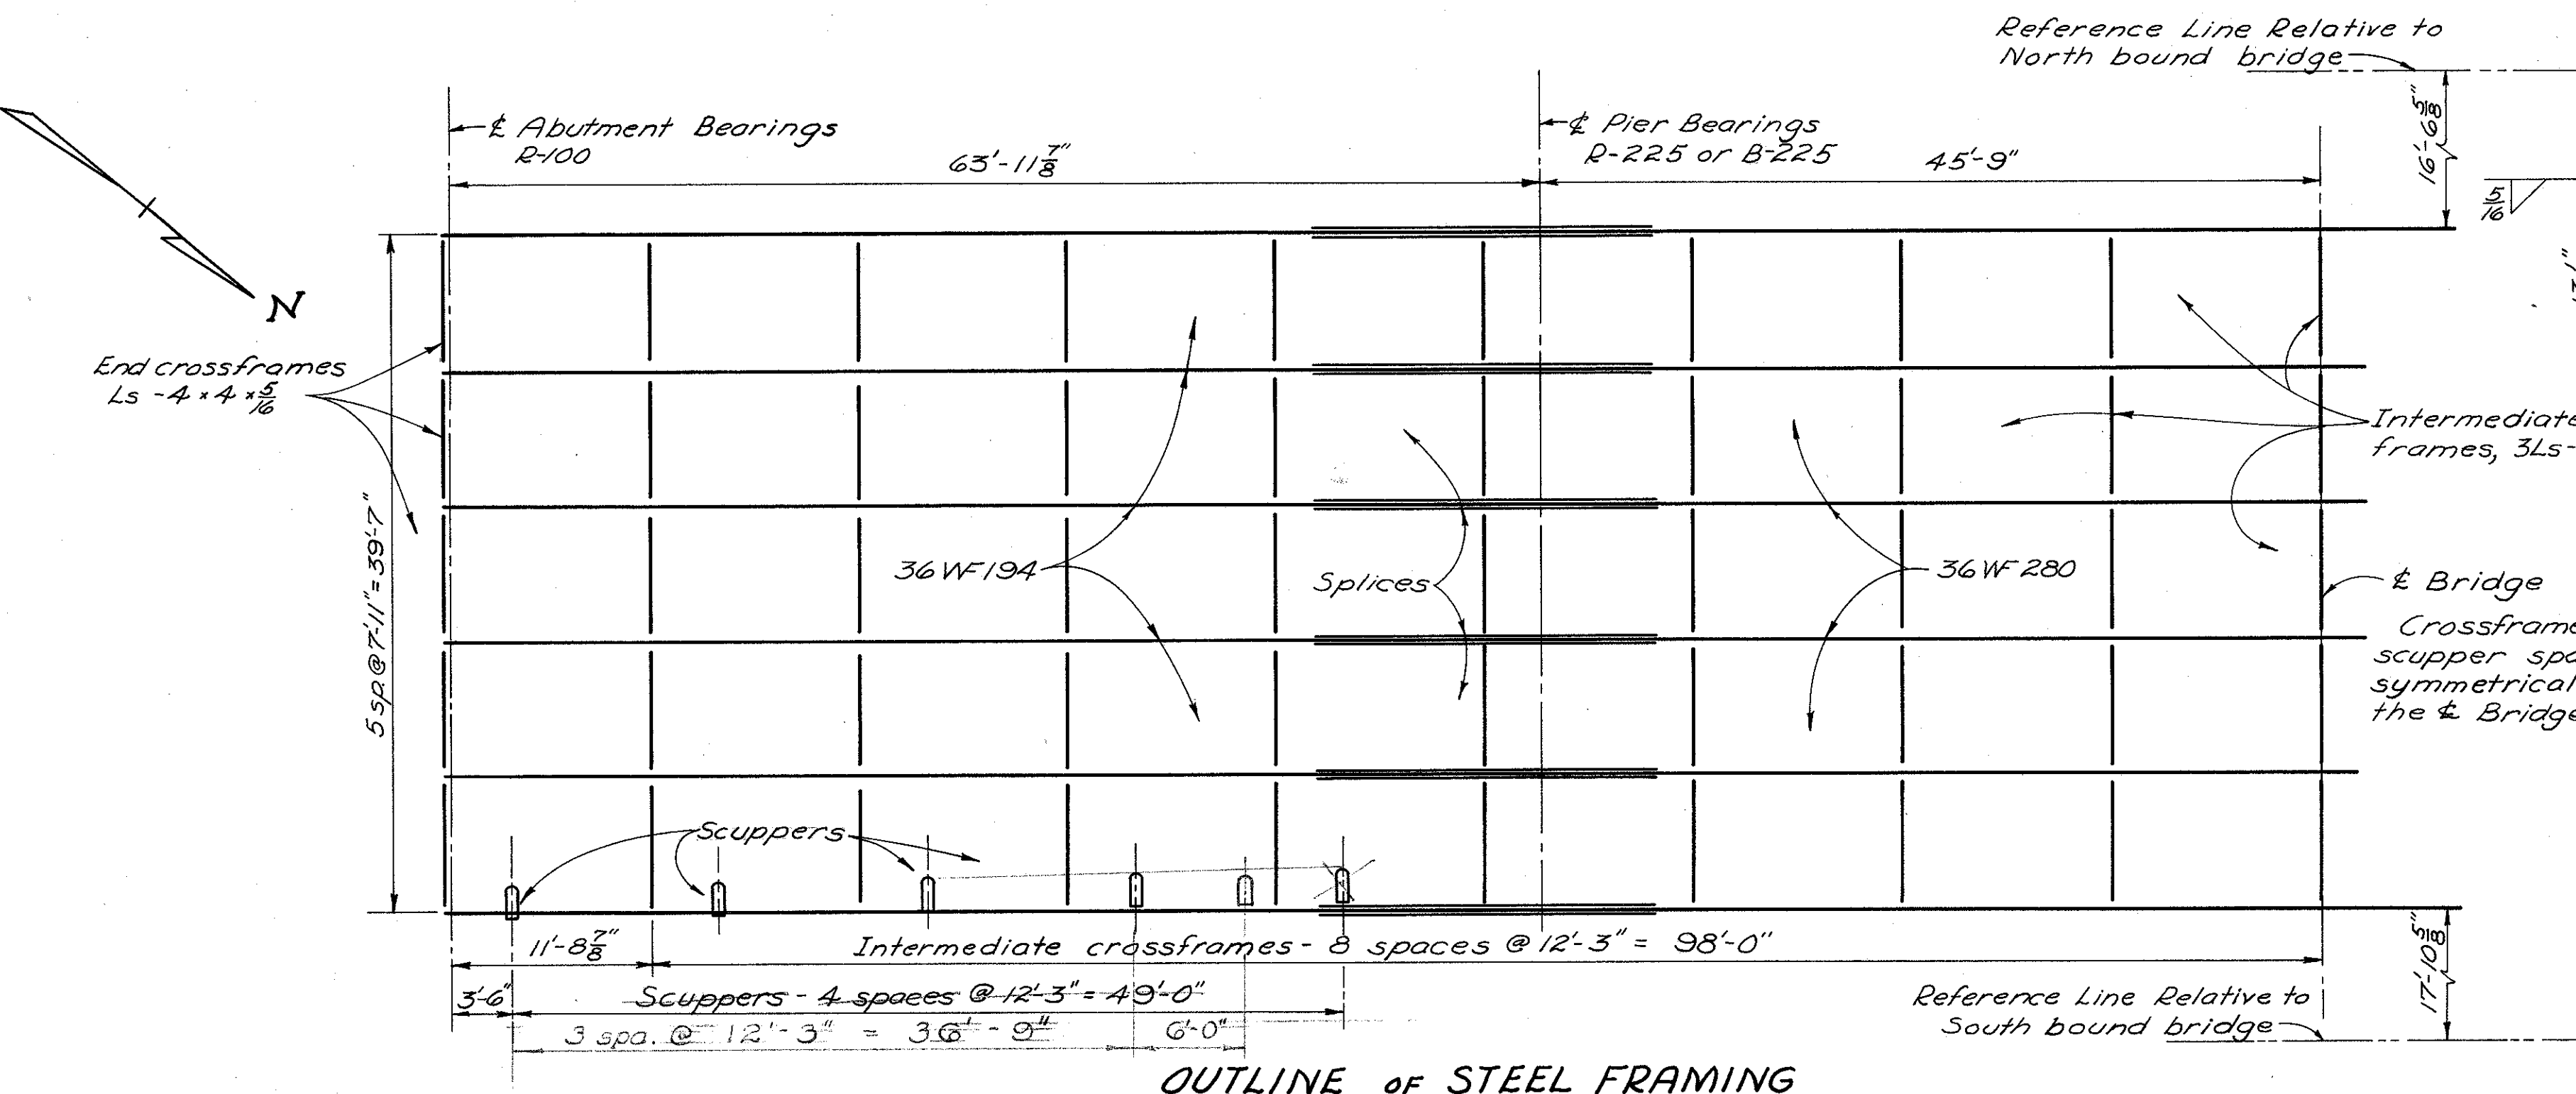 Reference Line Relative to
North bound bridge
16'-6 5/8"
℄ Abutment Bearings
R-100
63'-11 7/8"
℄ Pier Bearings
R-225 or B-225
45'-9"
5/16
N
End crossframes
Ls - 4 × 4 × 5/16
Intermediate
frames, 3Ls-
5 sp. @ 7'-11" = 39'-7"
36 WF 194
Splices
36 WF 280
℄ Bridge
Crossframe
scupper spa
symmetrical
the ℄ Bridge
Scuppers
11'-8 7/8"
Intermediate crossframes - 8 spaces @ 12'-3" = 98'-0"
3'-6"
Scuppers - 4 spaces @ 12'-3" = 49'-0"
3 spa. @ 12'-3" = 36'-9"
6'-0"
Reference Line Relative to
South bound bridge
17'-10 5/8"
OUTLINE OF STEEL FRAMING